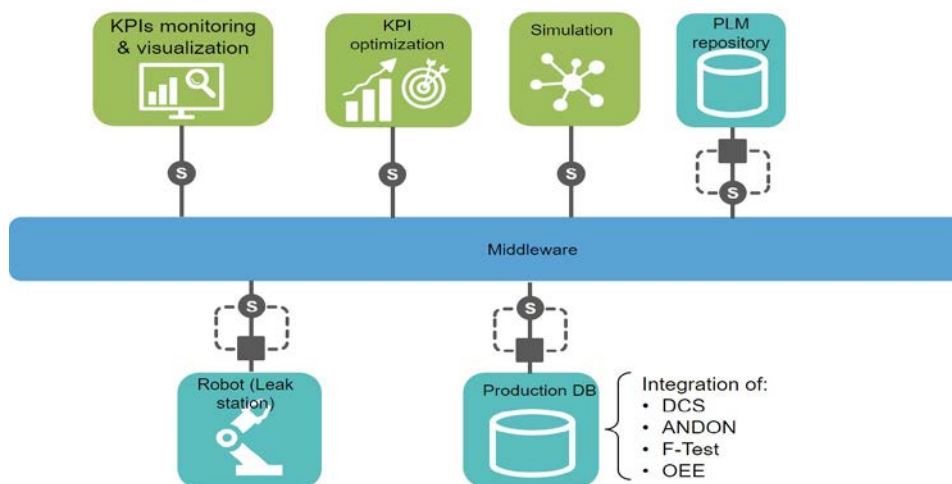 KPIs monitoring
& visualization
KPI
optimization
Simulation
PLM
repository
S
S
S
S
Middleware
S
S
Robot (Leak
station)
Production DB
Integration of:
• DCS
• ANDON
• F-Test
• OEE